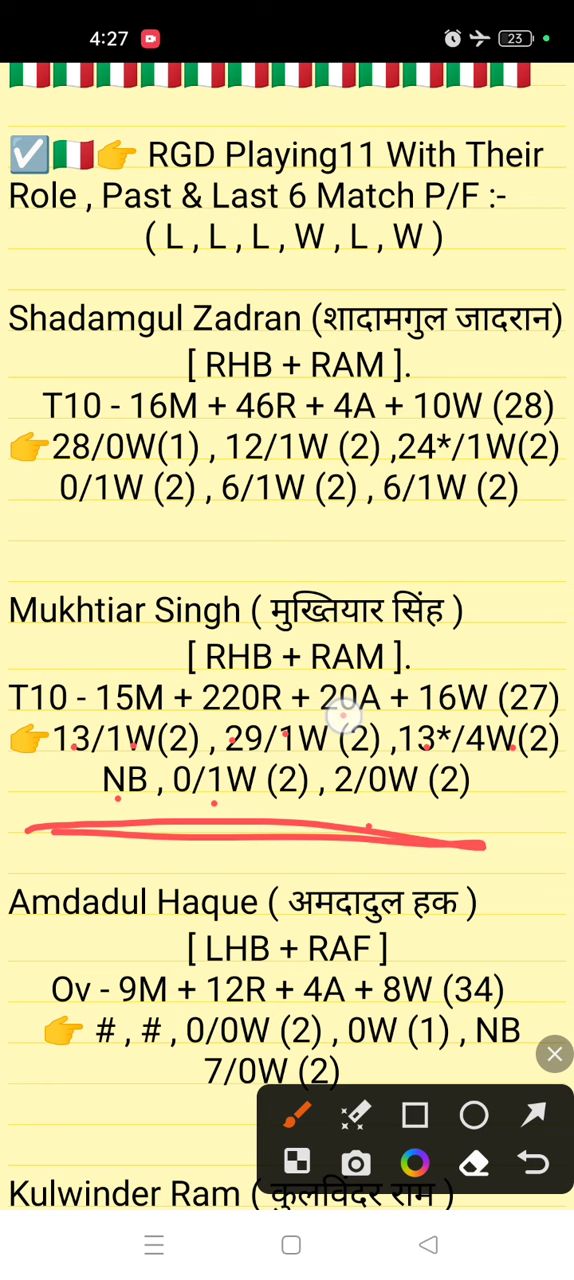 4:27
23
RGD Playing11 With Their
Role , Past & Last 6 Match P/F :-
( L , L , L , W , L , W )
Shadamgul Zadran (शादामगुल जादरान)
[ RHB + RAM ].
T10 - 16M + 46R + 4A + 10W (28)
28/0W(1) , 12/1W (2) ,24*/1W(2)
0/1W (2) , 6/1W (2) , 6/1W (2)
Mukhtiar Singh ( मुख्तियार सिंह )
[ RHB + RAM ].
T10 - 15M + 220R + 20A + 16W (27)
13/1W(2) , 29/1W (2) ,13*/4W(2)
NB , 0/1W (2) , 2/0W (2)
Amdadul Haque ( अमदादुल हक )
[ LHB + RAF ]
Ov - 9M + 12R + 4A + 8W (34)
# , # , 0/0W (2) , 0W (1) , NB
7/0W (2)
Kulwinder Ram ( कुलविंदर राम )